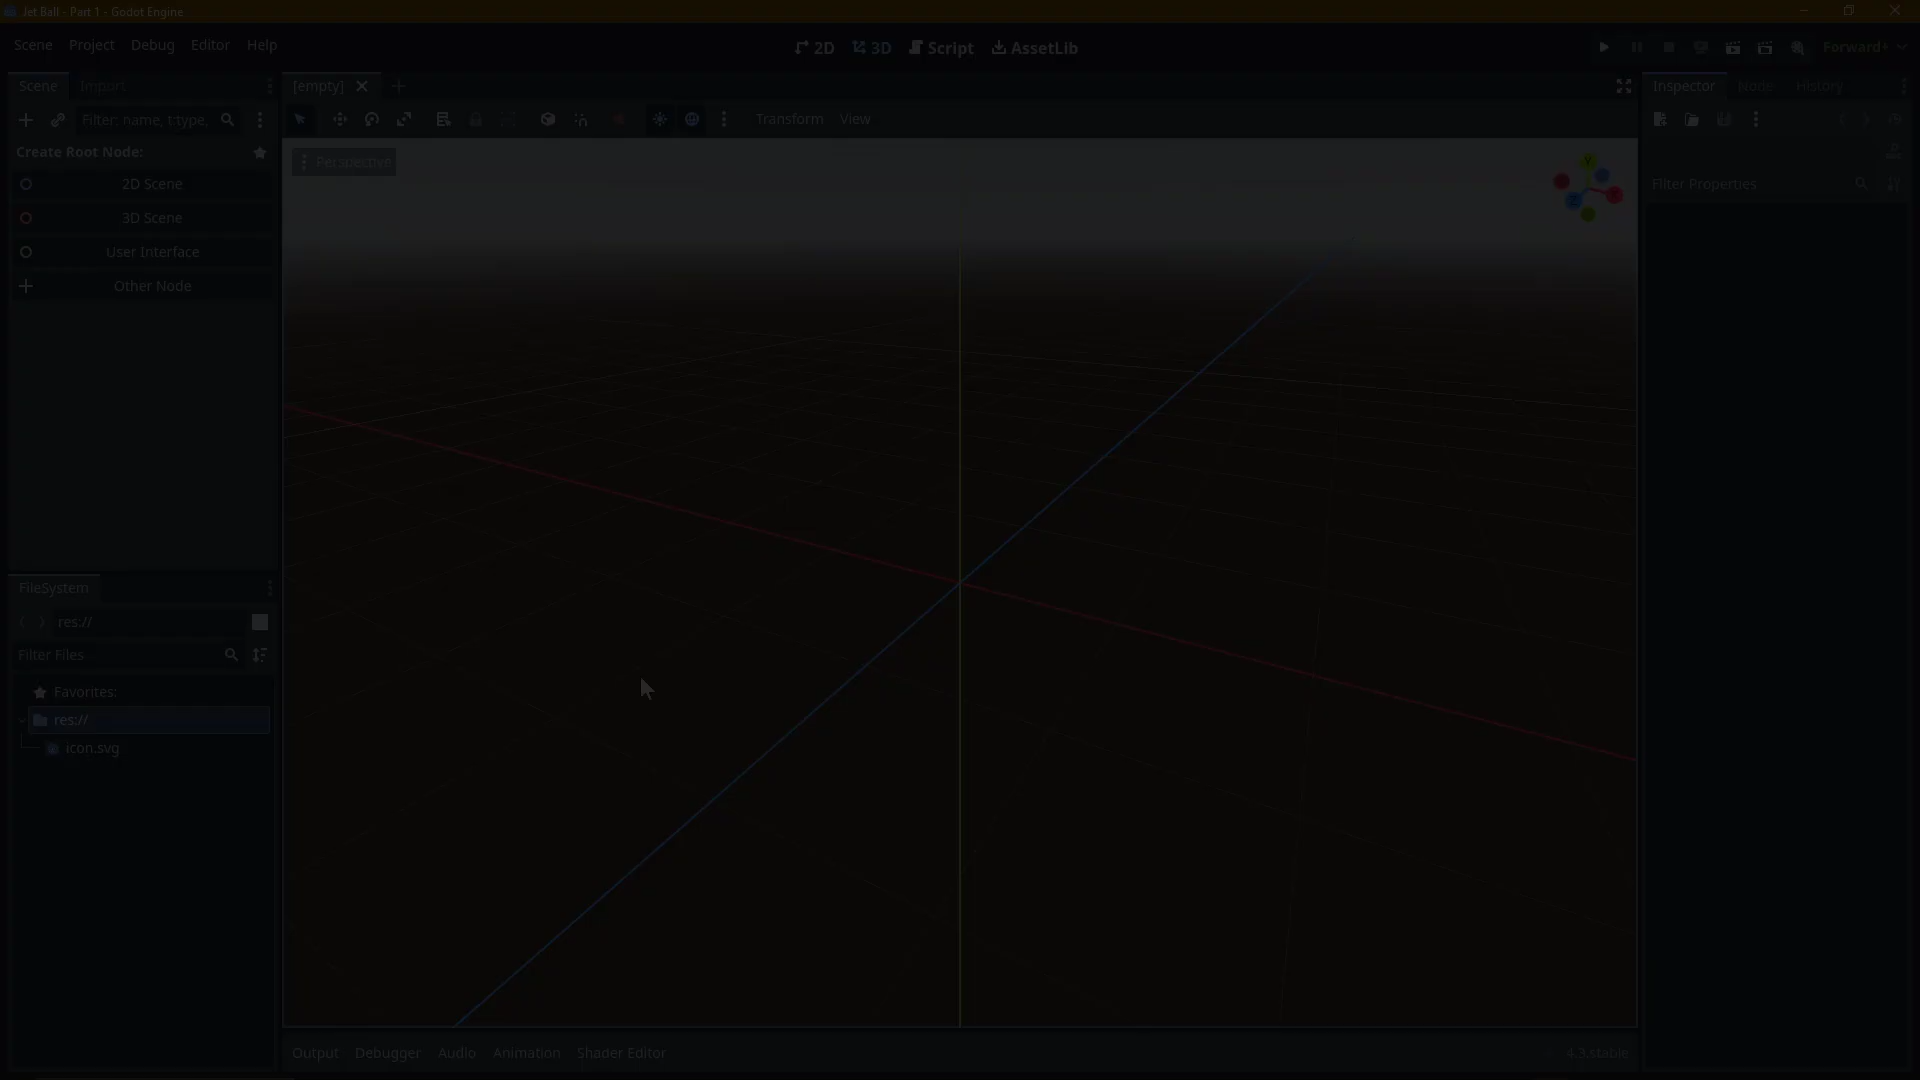 Jet Ball - Part 1 - Godot Engine
Scene Project Debug Editor Help
2D 3D Script AssetLib
Forward+
Scene Import
[empty]
Inspector Node History
Filter: name, t:type,
Transform View
Create Root Node:
Perspective
2D Scene
3D Scene
User Interface
Other Node
Filter Properties
Y
X
Z
FileSystem
res://
Filter Files
Favorites:
res://
icon.svg
Output Debugger Audio Animation Shader Editor
4.3.stable